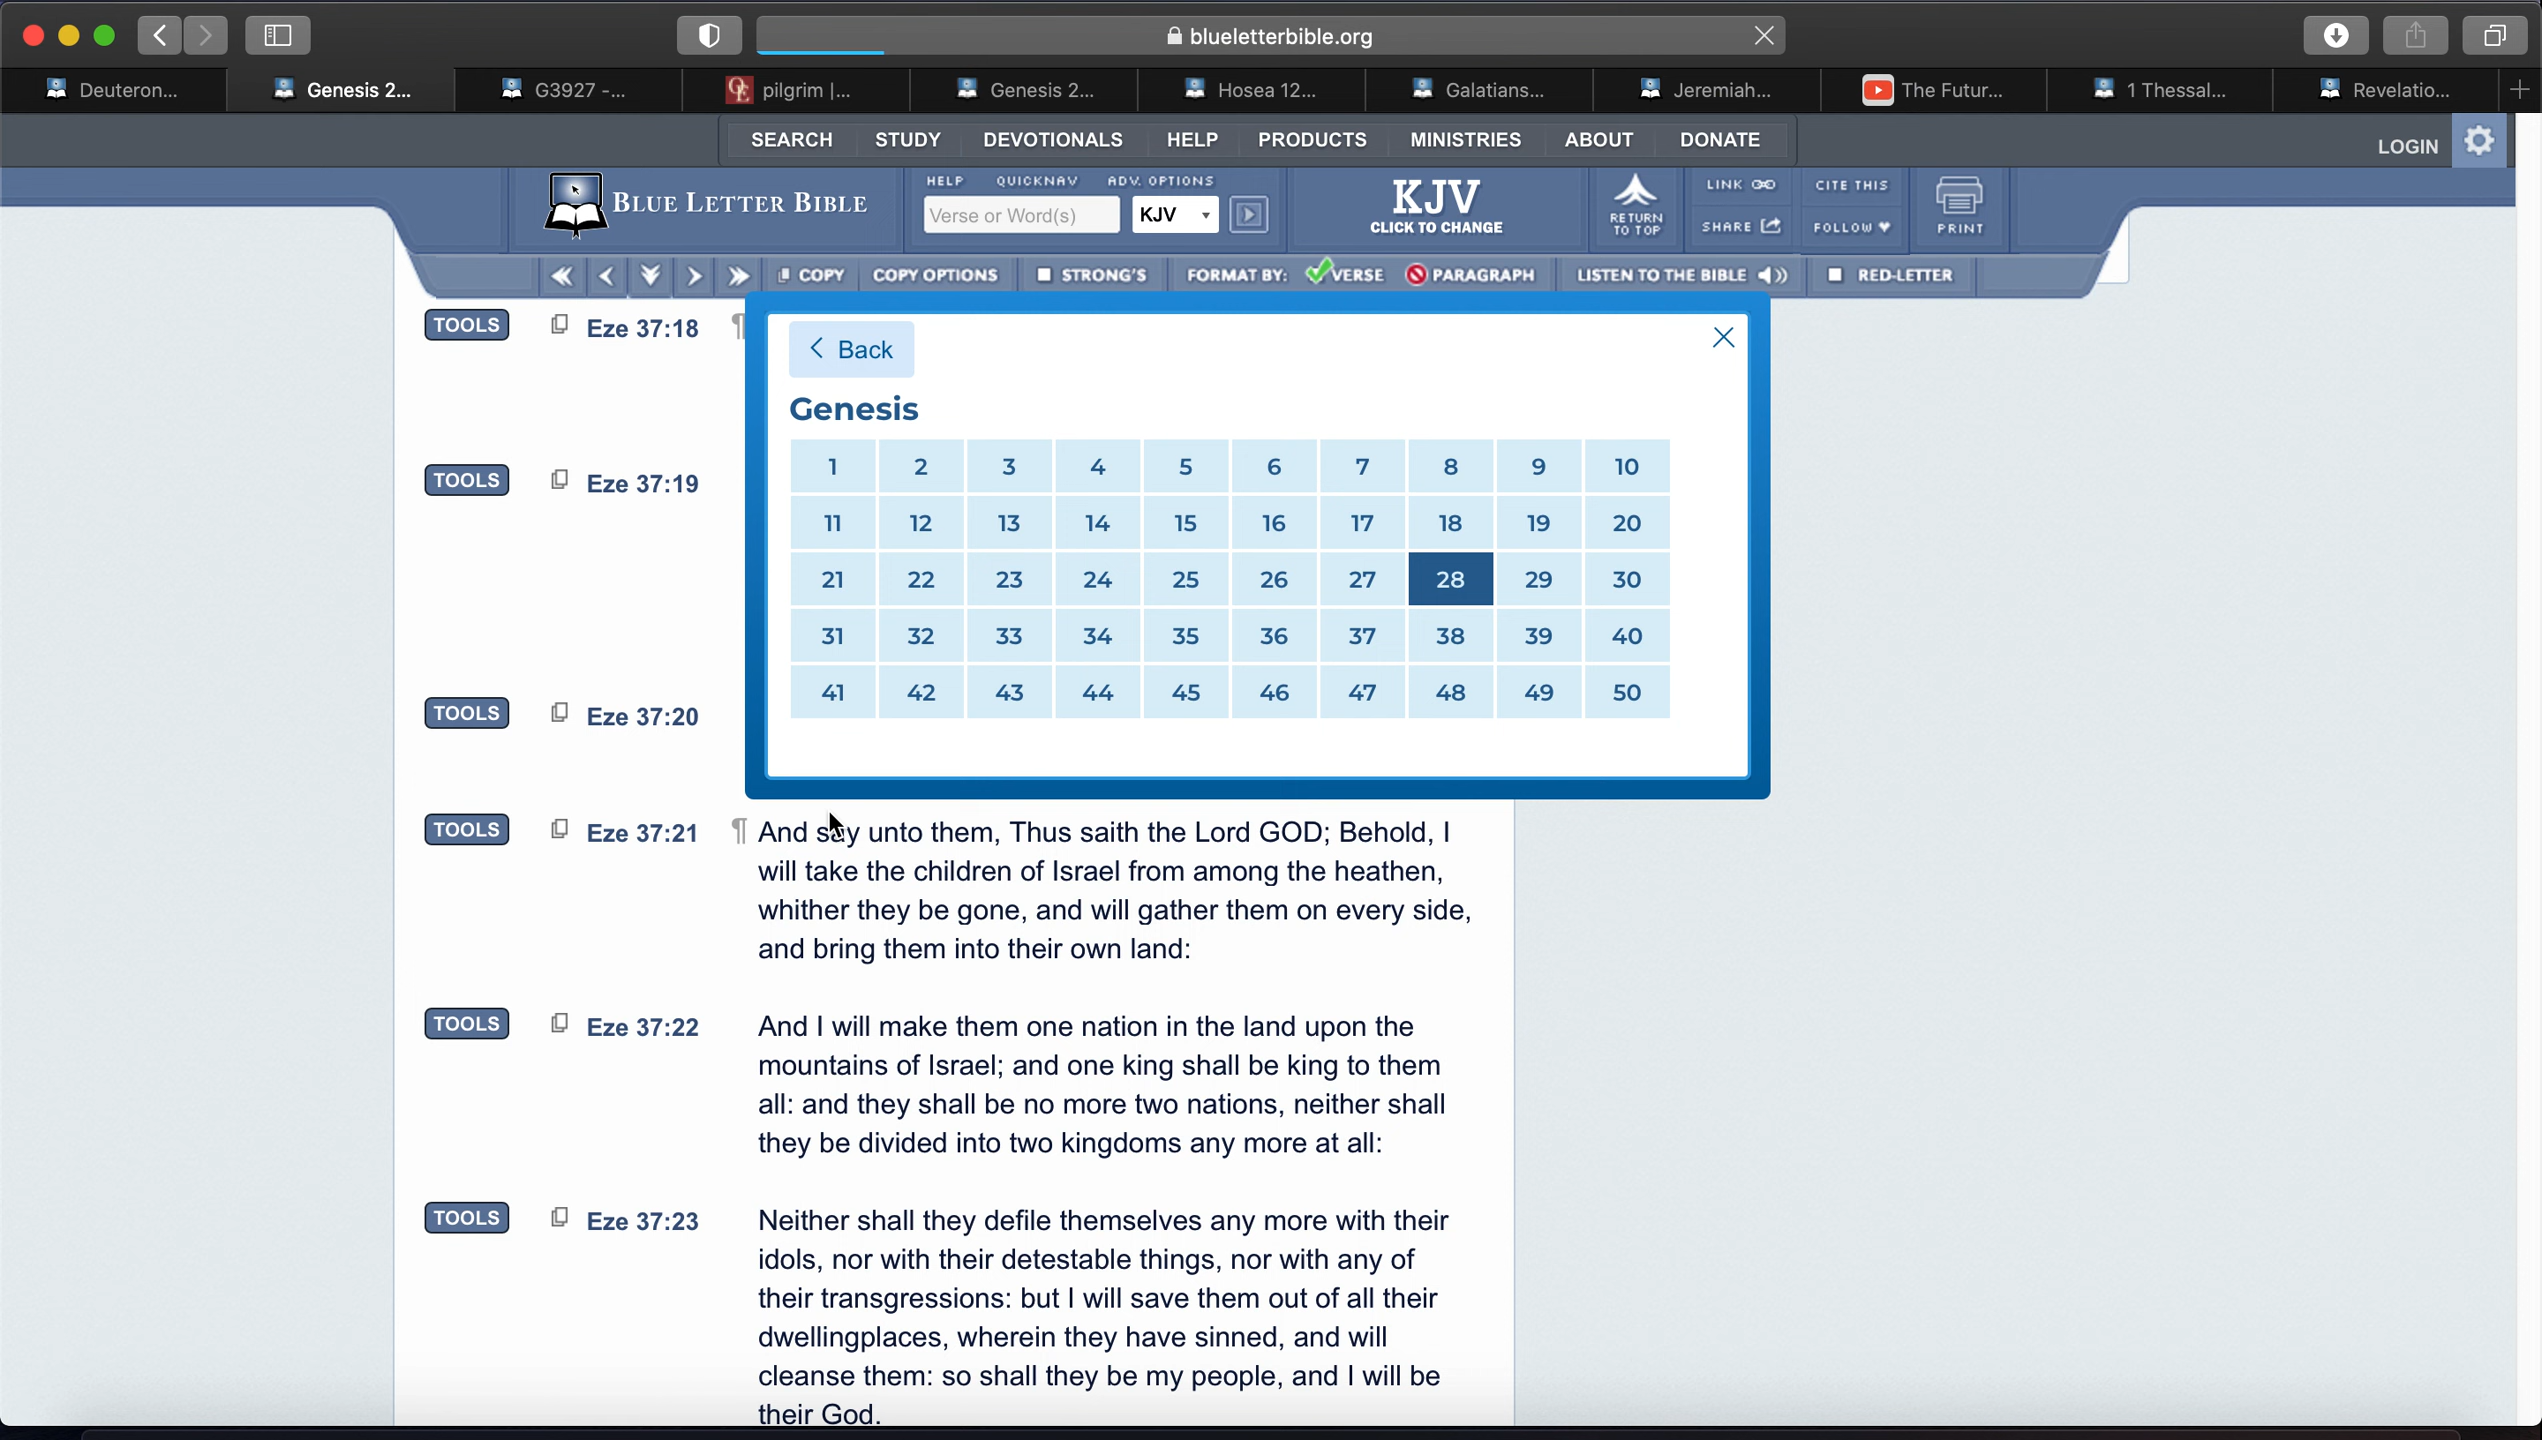 blueletterbible.org
Deuteron...
Genesis 2...
G3927 -...
pilgrim |...
Genesis 2...
Hosea 12...
Galatians...
Jeremiah...
The Futur...
1 Thessal...
Revelatio...
SEARCH STUDY DEVOTIONALS HELP PRODUCTS MINISTRIES ABOUT DONATE
LOGIN
BLUE LETTER BIBLE
HELP QUICKNAV ADV. OPTIONS
Verse or Word(s)
KJV
KJV
CLICK TO CHANGE
RETURN
TO TOP
LINK
SHARE
CITE THIS
FOLLOW
PRINT
COPY COPY OPTIONS STRONG'S FORMAT BY: VERSE PARAGRAPH LISTEN TO THE BIBLE RED-LETTER
TOOLS Eze 37:18 ¶
Back
Genesis
1 2 3 4 5 6 7 8 9 10
11 12 13 14 15 16 17 18 19 20
21 22 23 24 25 26 27 28 29 30
31 32 33 34 35 36 37 38 39 40
41 42 43 44 45 46 47 48 49 50
TOOLS Eze 37:19
TOOLS Eze 37:20
TOOLS Eze 37:21 ¶ And say unto them, Thus saith the Lord GOD; Behold, I
will take the children of Israel from among the heathen,
whither they be gone, and will gather them on every side,
and bring them into their own land:
TOOLS Eze 37:22 And I will make them one nation in the land upon the
mountains of Israel; and one king shall be king to them
all: and they shall be no more two nations, neither shall
they be divided into two kingdoms any more at all:
TOOLS Eze 37:23 Neither shall they defile themselves any more with their
idols, nor with their detestable things, nor with any of
their transgressions: but I will save them out of all their
dwellingplaces, wherein they have sinned, and will
cleanse them: so shall they be my people, and I will be
their God.